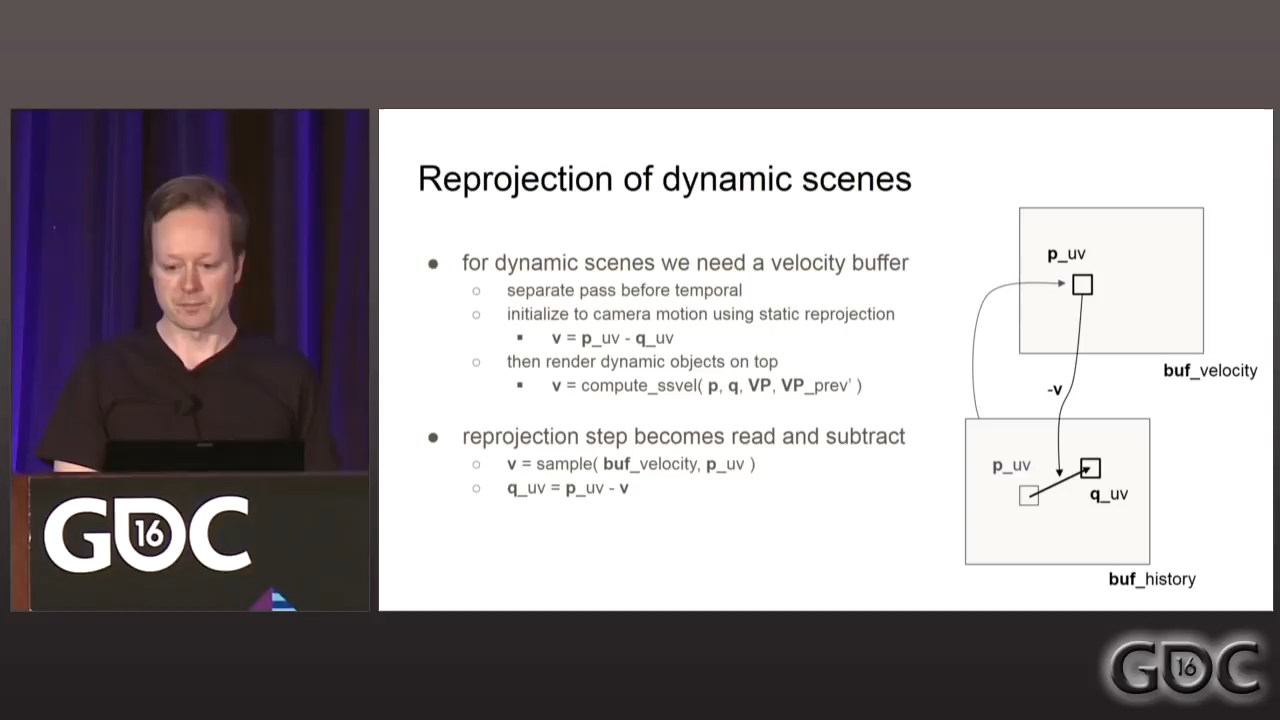 Reprojection of dynamic scenes
● for dynamic scenes we need a velocity buffer
○ separate pass before temporal
○ initialize to camera motion using static reprojection
▪ v = p_uv - q_uv
○ then render dynamic objects on top
▪ v = compute_ssvel( p, q, VP, VP_prev' )
● reprojection step becomes read and subtract
○ v = sample( buf_velocity, p_uv )
○ q_uv = p_uv - v
p_uv
buf_velocity
-v
p_uv
q_uv
buf_history
GDC
16
GDC
16